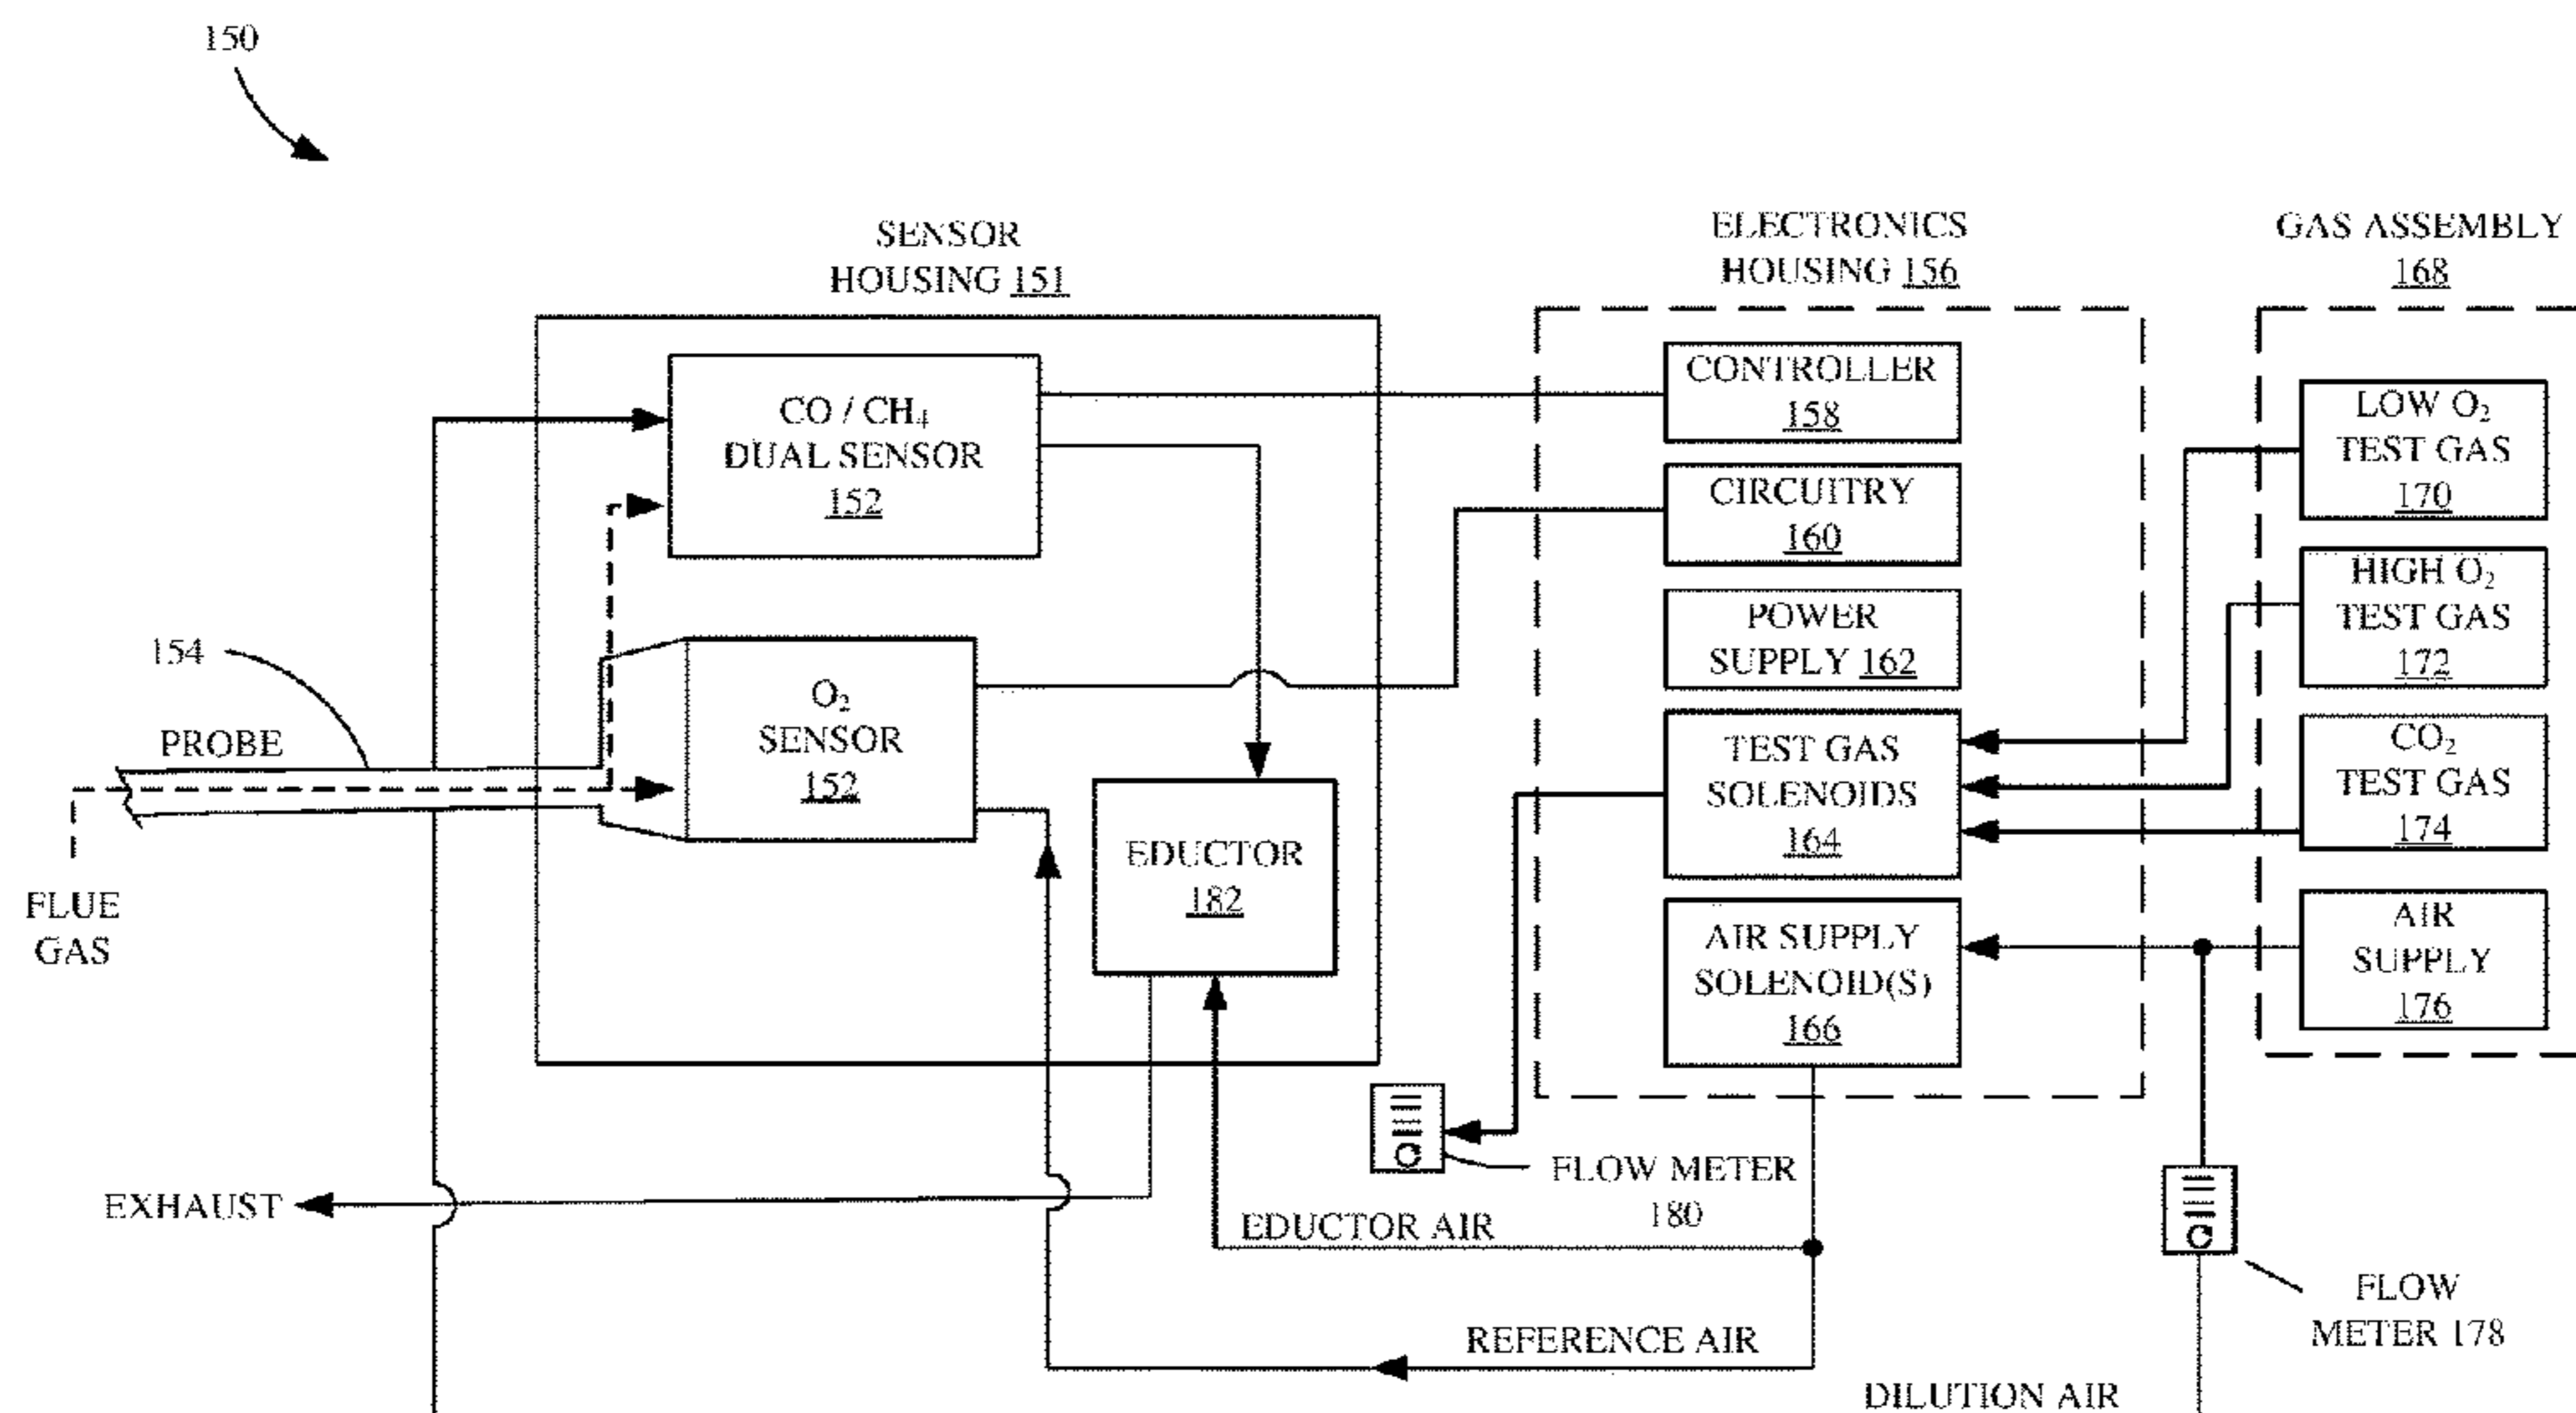 150
SENSOR
HOUSING 151
ELECTRONICS
HOUSING 156
GAS ASSEMBLY
168
CO / CH₄
DUAL SENSOR
152
CONTROLLER
158
LOW O₂
TEST GAS
170
CIRCUITRY
160
HIGH O₂
TEST GAS
172
POWER
SUPPLY 162
154
PROBE
O₂
SENSOR
152
TEST GAS
SOLENOIDS
164
CO₂
TEST GAS
174
FLUE
GAS
EDUCTOR
182
AIR SUPPLY
SOLENOID(S)
166
AIR
SUPPLY
176
EXHAUST
FLOW METER
180
EDUCTOR AIR
FLOW
METER 178
REFERENCE AIR
DILUTION AIR